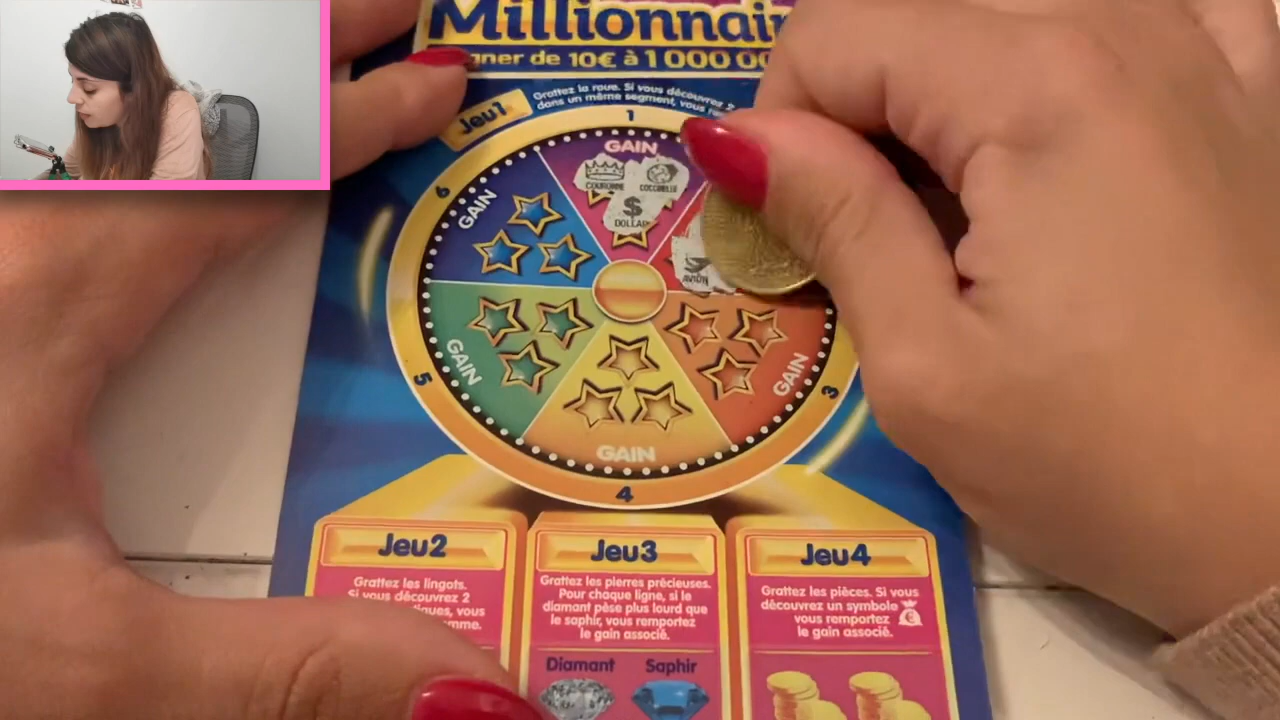 Millionnair
gner de 10€ à 1 000 00
Jeu1
Grattez la roue. Si vous découvrez 2
dans un même segment, vous
1
GAIN
COURONNE
COCCINELLE
$
DOLLAR
6
GAIN
AVION
GAIN
GAIN
5
3
GAIN
4
Jeu2
Grattez les lingots.
Si vous découvrez 2
tiques, vous
mme.
Jeu3
Grattez les pierres précieuses.
Pour chaque ligne, si le
diamant pèse plus lourd que
le saphir, vous remportez
le gain associé.
Diamant
Saphir
Jeu4
Grattez les pièces. Si vous
découvrez un symbole
vous remportez
le gain associé.